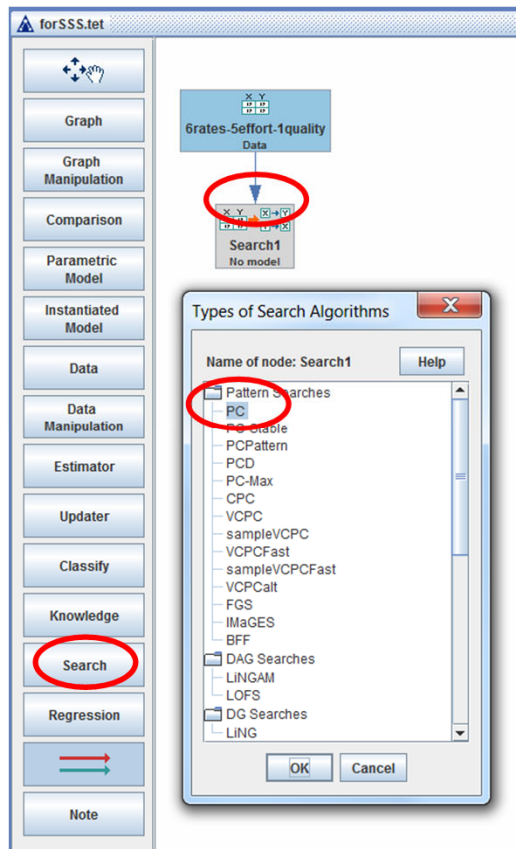 forSSS.tet
Graph
Graph
Manipulation
Comparison
Parametric
Model
Instantiated
Model
Data
Data
Manipulation
Estimator
Updater
Classify
Knowledge
Search
Regression
Note
X Y
6rates-5effort-1quality
Data
X Y
X → Y
Y → X
Search1
No model
Types of Search Algorithms
Name of node: Search1
Help
Pattern Searches
PC
PC-Stable
PCPattern
PCD
PC-Max
CPC
VCPC
sampleVCPC
VCPCFast
sampleVCPCFast
VCPCalt
FGS
IMaGES
BFF
DAG Searches
LiNGAM
LOFS
DG Searches
LiNG
OK
Cancel